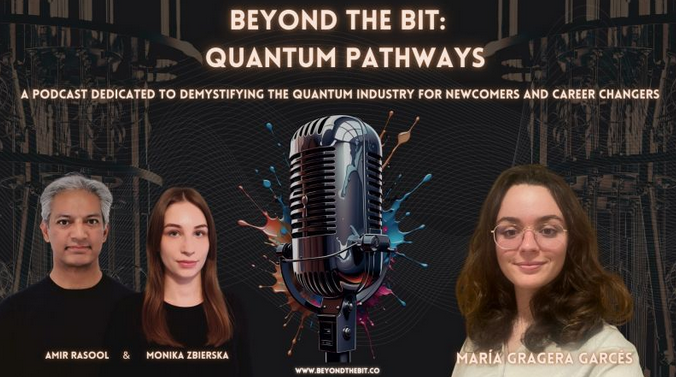 BEYOND THE BIT:
QUANTUM PATHWAYS
A PODCAST DEDICATED TO DEMYSTIFYING THE QUANTUM INDUSTRY FOR NEWCOMERS AND CAREER CHANGERS
AMIR RASOOL & MONIKA ZBIERSKA
MARÍA GRAGERA GARCÉS
WWW.BEYONDTHEBIT.CO